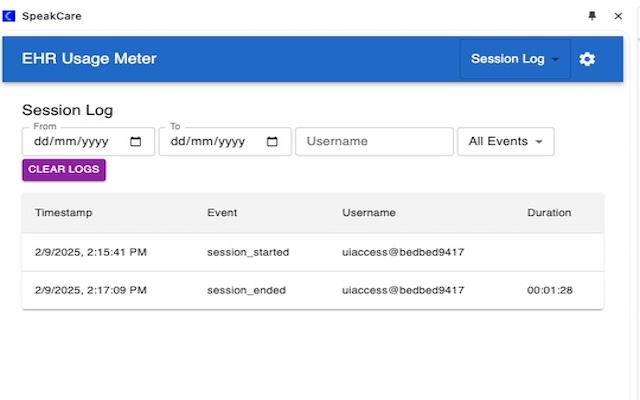 SpeakCare
EHR Usage Meter
Session Log
Session Log
From
To
dd/mm/yyyy
dd/mm/yyyy
Username
All Events
CLEAR LOGS
Timestamp Event Username Duration
2/9/2025, 2:15:41 PM session_started uiaccess@bedbed9417
2/9/2025, 2:17:09 PM session_ended uiaccess@bedbed9417 00:01:28